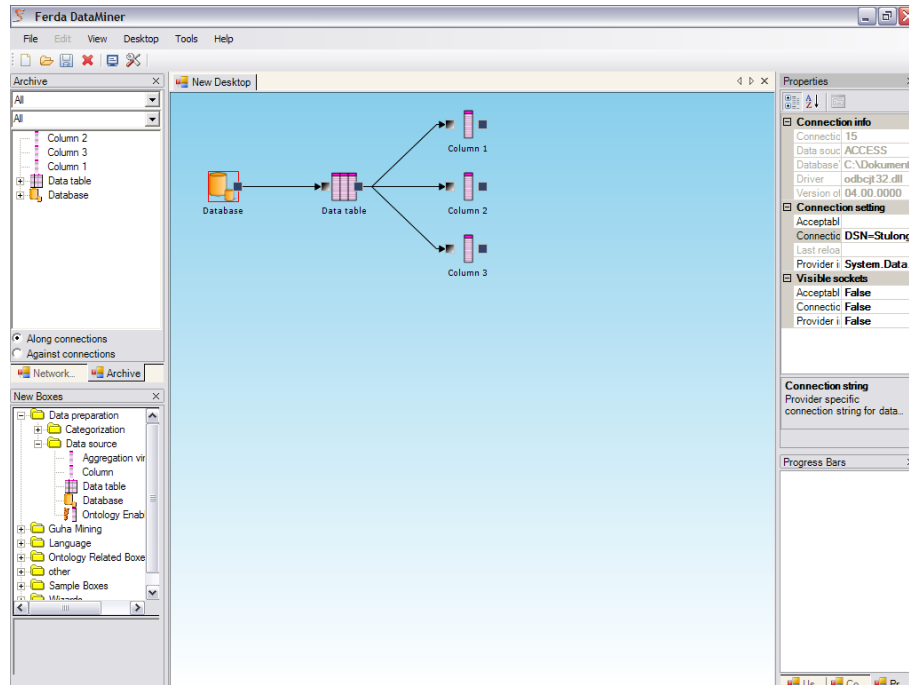 Ferda DataMiner
File Edit View Desktop Tools Help
Archive
All
All
Column 2
Column 3
Column 1
Data table
Database
Along connections
Against connections
Network... Archive
New Boxes
Data preparation
Categorization
Data source
Aggregation vir
Column
Data table
Database
Ontology Enab
Guha Mining
Language
Ontology Related Boxe
other
Sample Boxes
Wizards
New Desktop
Column 1
Database
Data table
Column 2
Column 3
Properties
Connection info
Connectic 15
Data souc ACCESS
Database' C:\Dokument
Driver odbcjt32.dll
Version of 04.00.0000
Connection setting
Acceptabl
Connectic DSN=Stulong
Last reloa
Provider i System.Data
Visible sockets
Acceptabl False
Connectic False
Provider i False
Connection string
Provider specific
connection string for data...
Progress Bars
Us... Co... Pr...